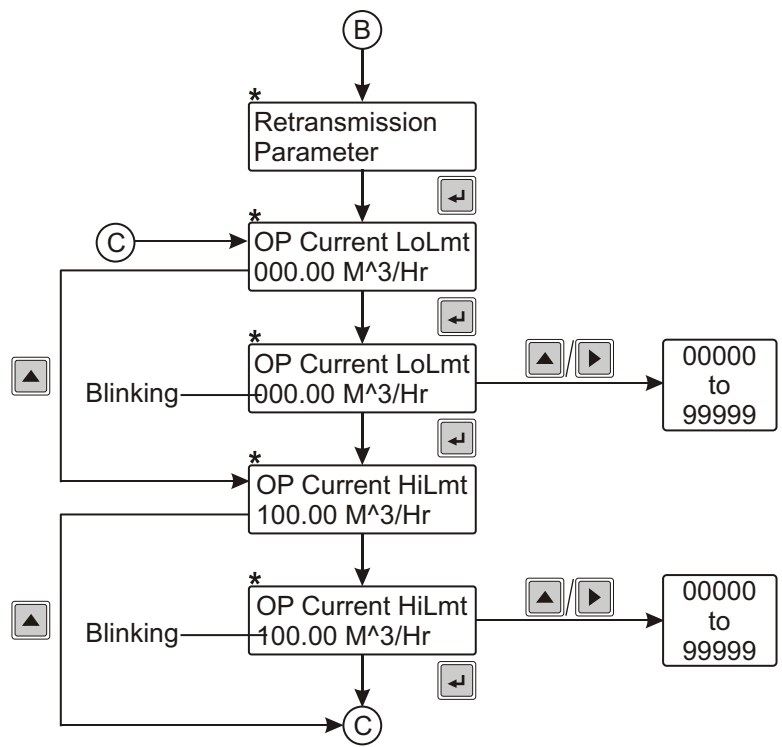 B
*
Retransmission
Parameter
*
C
OP Current LoLmt
000.00 M^3/Hr
*
OP Current LoLmt
Blinking
000.00 M^3/Hr
/
00000
to
99999
*
OP Current HiLmt
100.00 M^3/Hr
*
OP Current HiLmt
Blinking
100.00 M^3/Hr
/
00000
to
99999
C